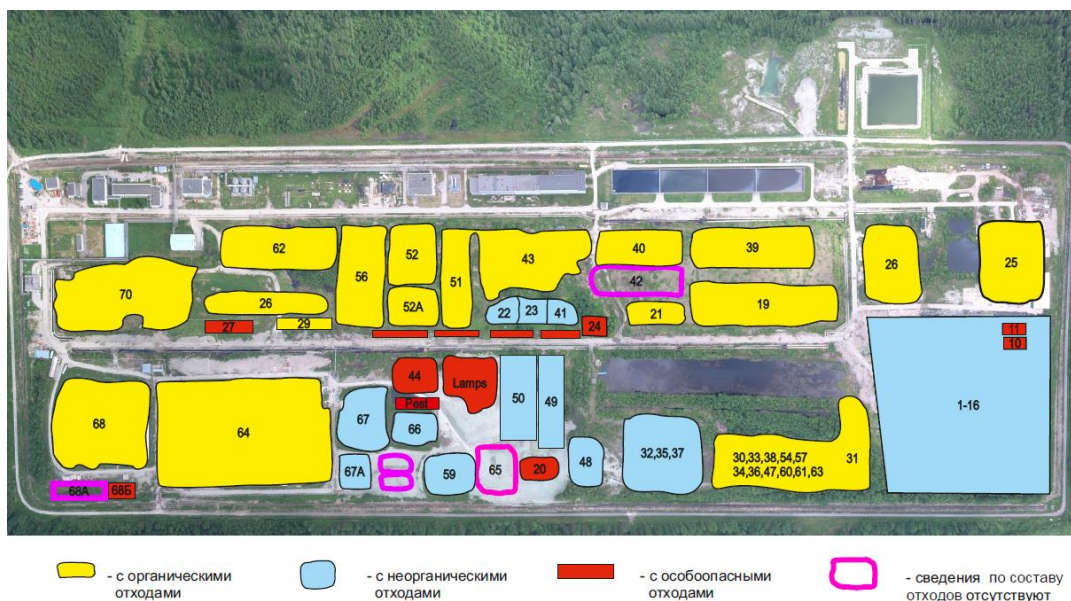 62
56
52
51
43
40
39
26
25
42
70
26
52А
22
23
41
21
19
27
29
24
11
10
44
Lamps
Pest
50
49
1-16
68
64
67
66
32,35,37
30,33,38,54,57
34,36,47,60,61,63
31
67А
59
65
20
48
68А
68Б
- с органическими
отходами
- с неорганическими
отходами
- с особоопасными
отходами
- сведения по составу
отходов отсутствуют